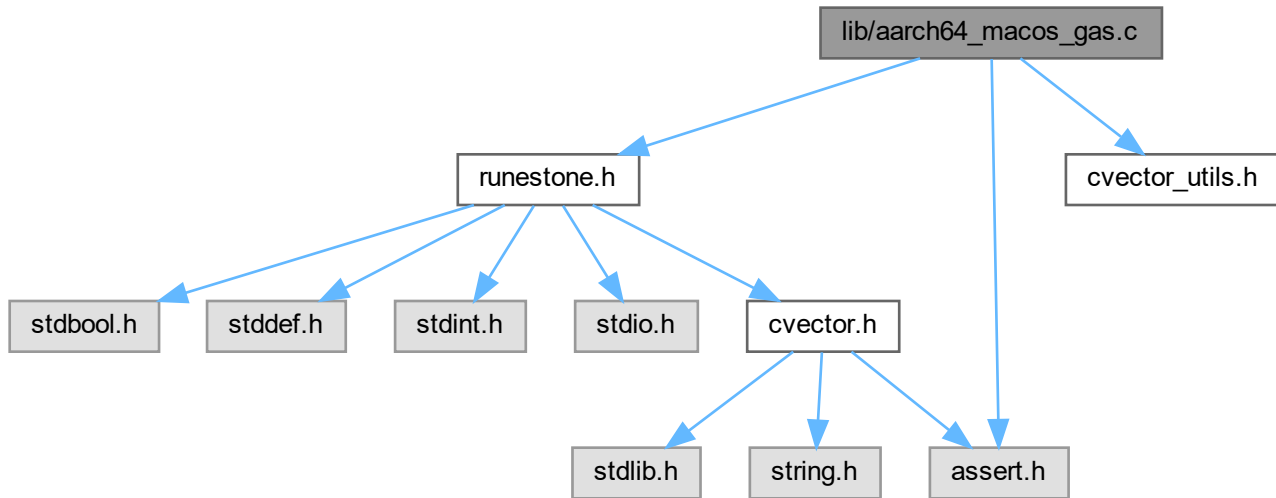 lib/aarch64_macos_gas.c
runestone.h
cvector_utils.h
stdbool.h
stddef.h
stdint.h
stdio.h
cvector.h
stdlib.h
string.h
assert.h